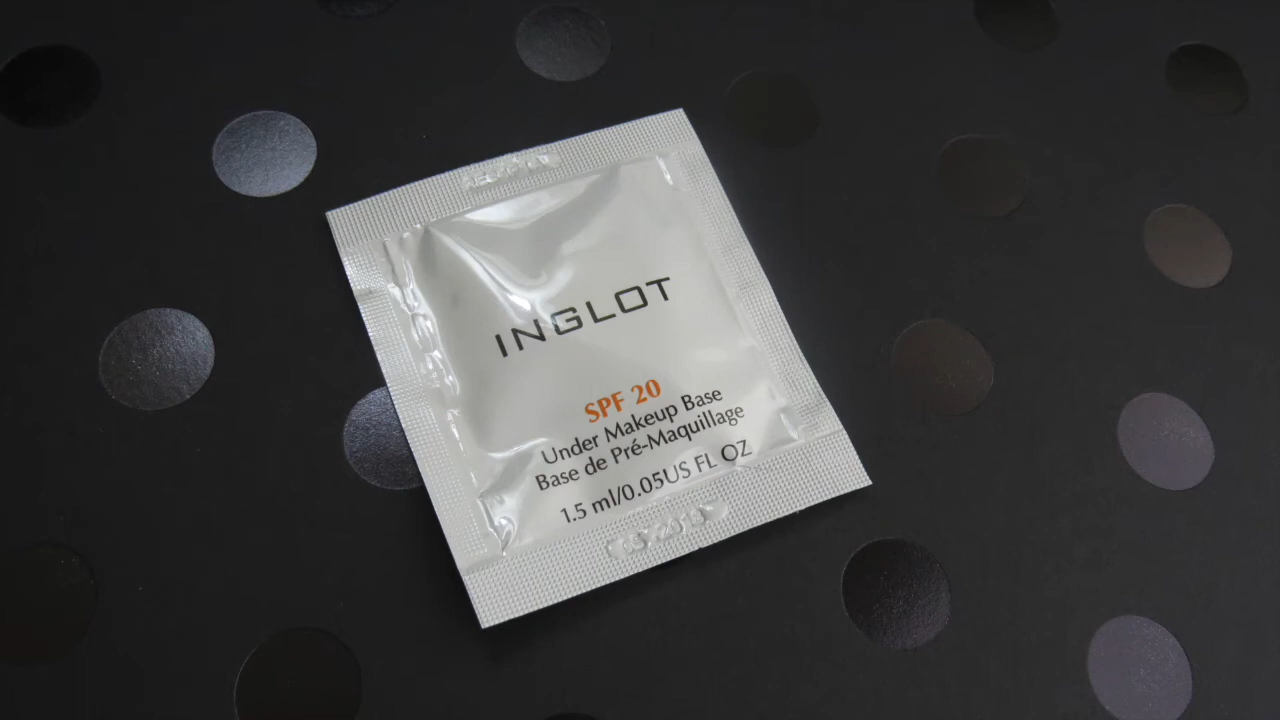 INGLOT
SPF 20
Under Makeup Base
Base de Pré-Maquillage
1.5 ml/0.05US FL OZ